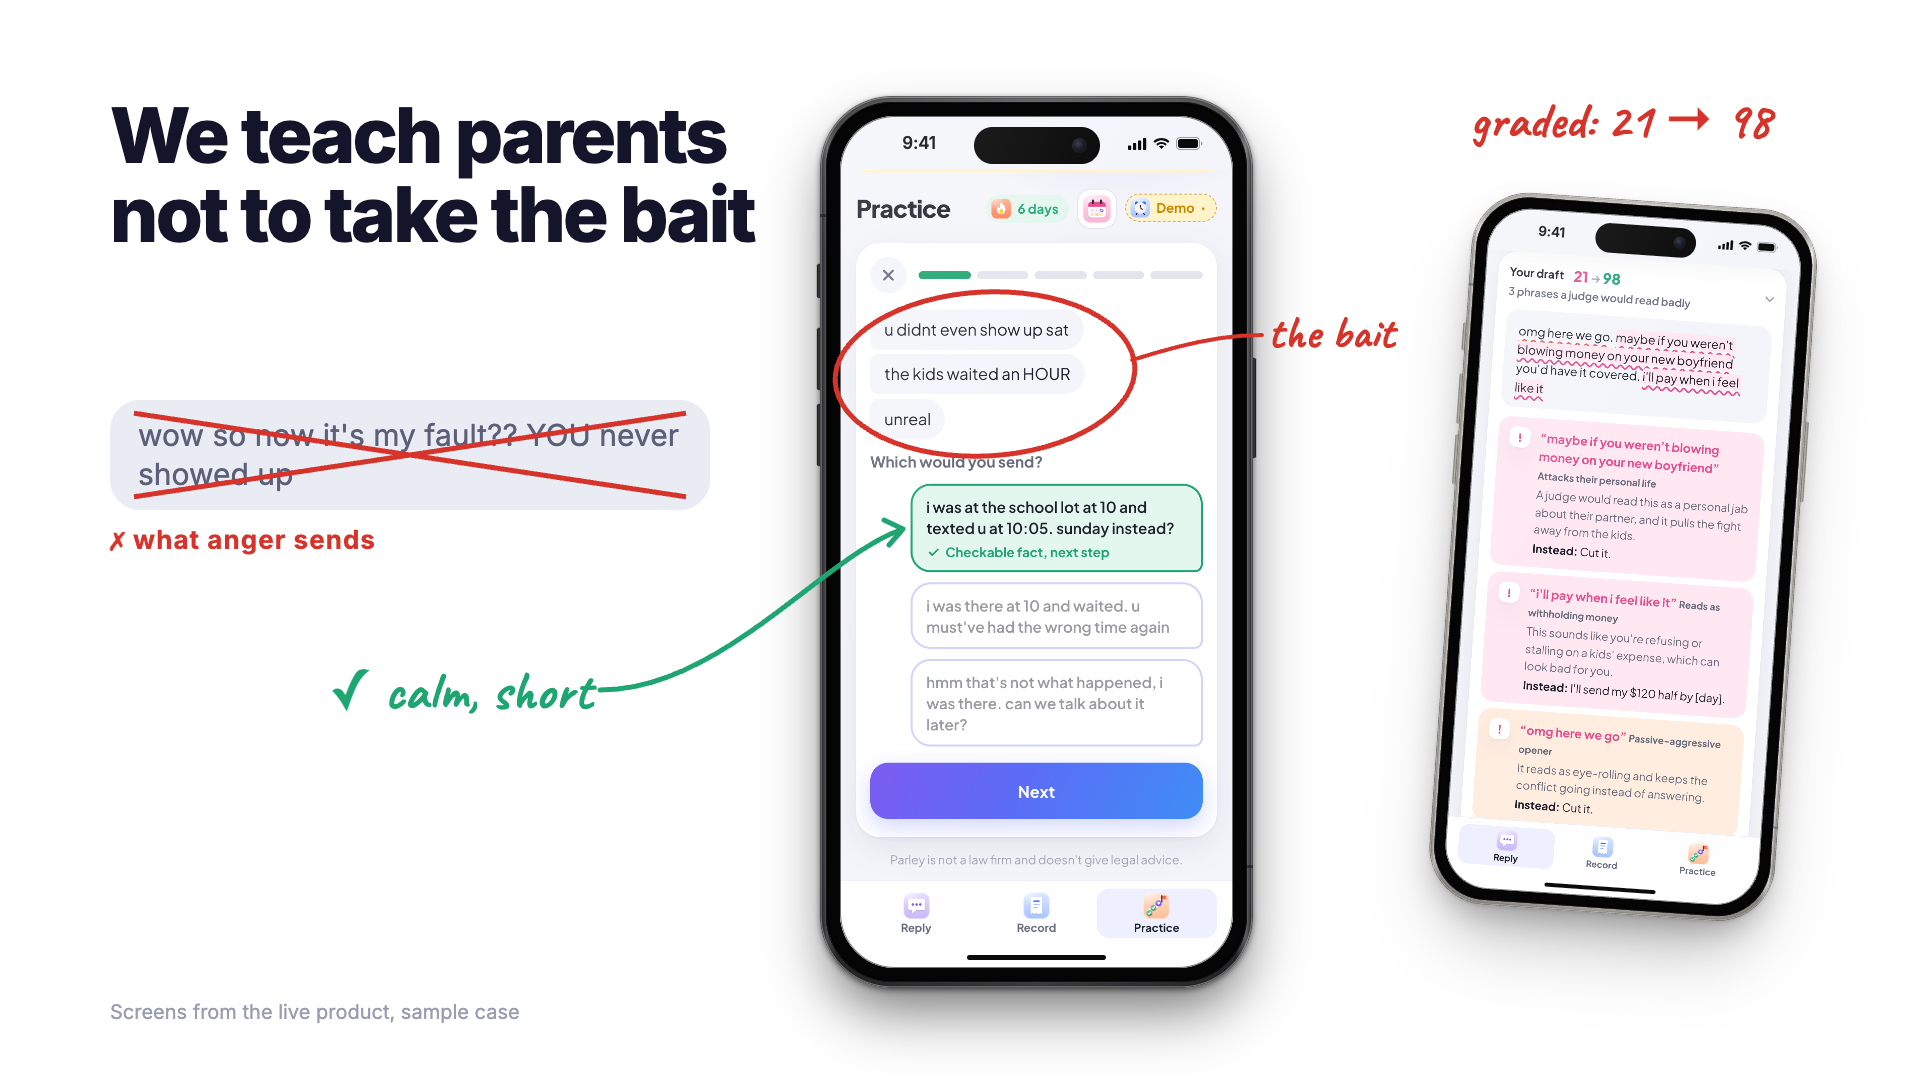 We teach parents
not to take the bait
wow so now it's my fault?? YOU never
showed up
✗ what anger sends
✓ calm, short
Screens from the live product, sample case
9:41
Practice
6 days
Demo
u didnt even show up sat
the kids waited an HOUR
unreal
the bait
Which would you send?
i was at the school lot at 10 and
texted u at 10:05. sunday instead?
✓ Checkable fact, next step
i was there at 10 and waited. u
must've had the wrong time again
hmm that's not what happened, i
was there. can we talk about it
later?
Next
Parley is not a law firm and doesn't give legal advice.
Reply
Record
Practice
graded: 21 → 98
9:41
Your draft 21 → 98
3 phrases a judge would read badly
omg here we go. maybe if you weren't
blowing money on your new boyfriend
you'd have it covered. i'll pay when i feel
like it
! "maybe if you weren't blowing
money on your new boyfriend"
Attacks their personal life
A judge would read this as a personal jab
about their partner, and it pulls the fight
away from the kids.
Instead: Cut it.
! "i'll pay when i feel like it" Reads as
withholding money
This sounds like you're refusing or
stalling on a kids' expense, which can
look bad for you.
Instead: I'll send my $120 half by [day].
! "omg here we go" Passive-aggressive
opener
It reads as eye-rolling and keeps the
conflict going instead of answering.
Instead: Cut it.
Reply
Record
Practice